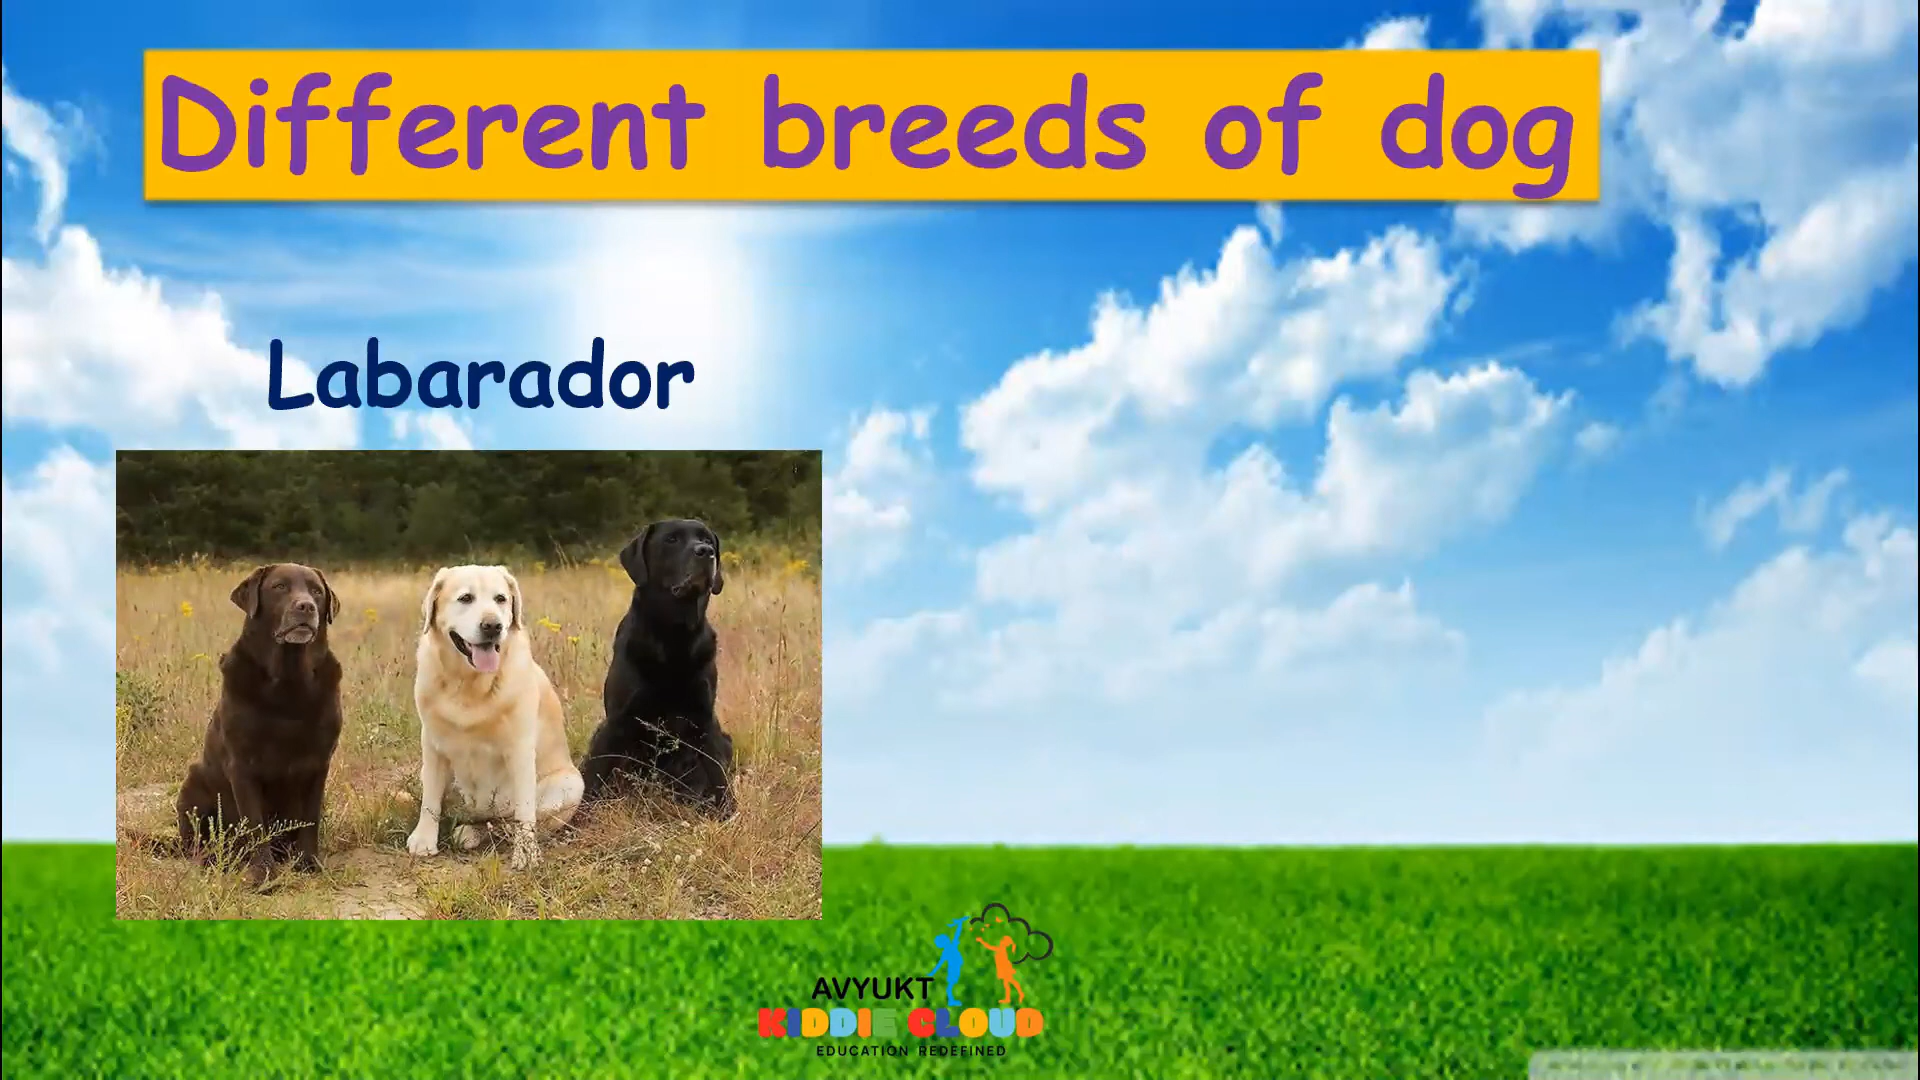 Different breeds of dog
Labarador
AVYUKT
KIDDIE CLOUD
EDUCATION REDEFINED